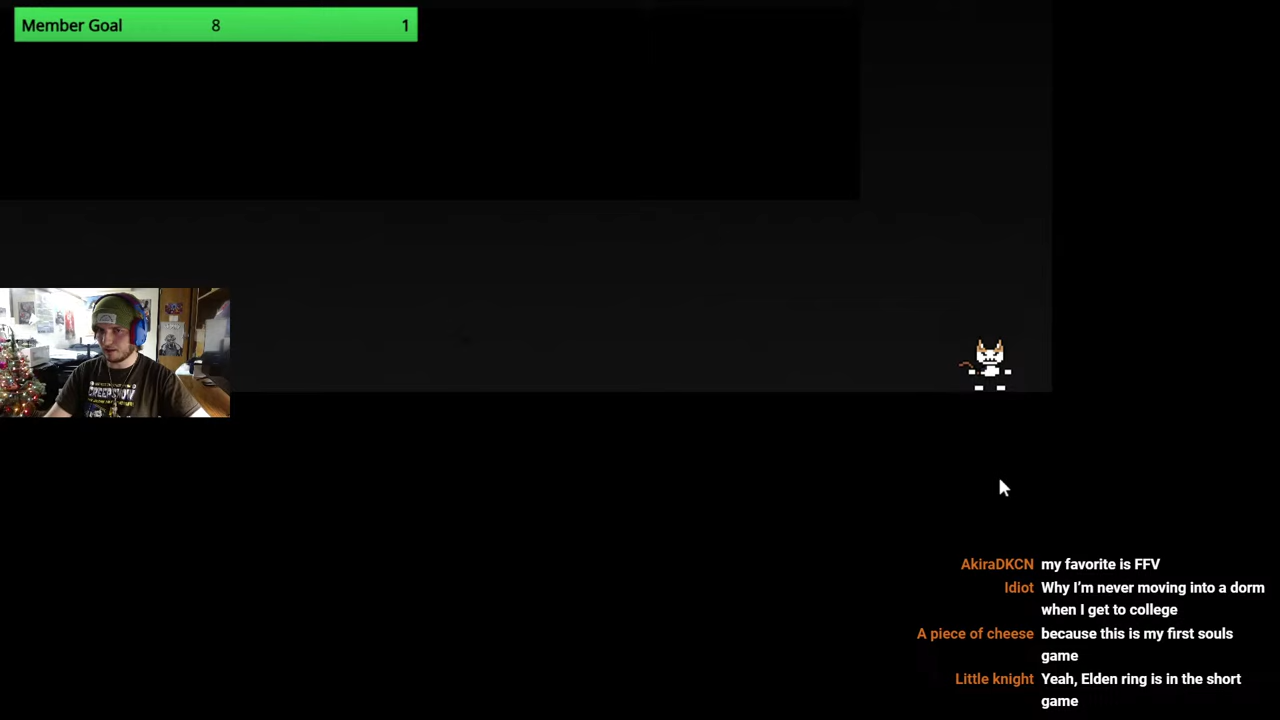 Member Goal 8 1
CREEPSHOW
AkiraDKCN my favorite is FFV
Idiot Why I’m never moving into a dorm
when I get to college
A piece of cheese because this is my first souls
game
Little knight Yeah, Elden ring is in the short
game